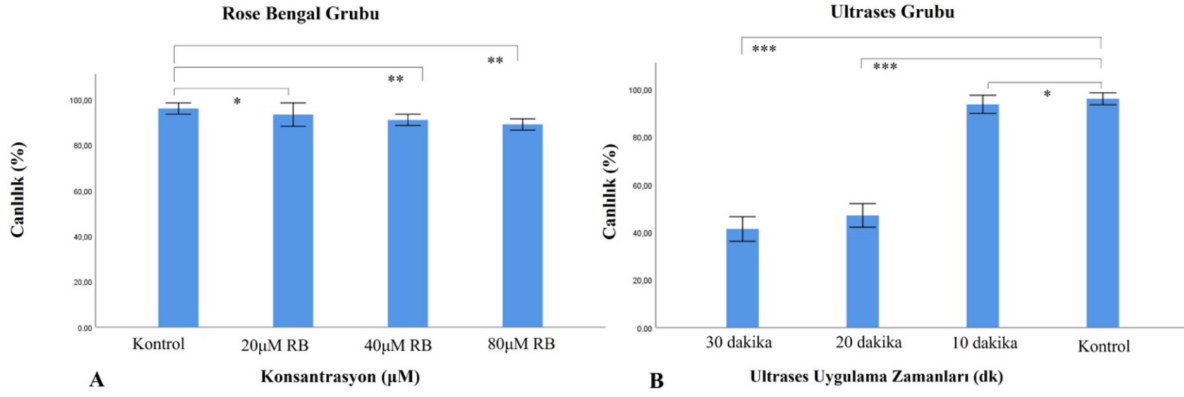 Rose Bengal Grubu
**
**
*
Canlılık (%)
100,00
80,00
60,00
40,00
20,00
0.00
Kontrol
20µM RB
40µM RB
80µM RB
A
Konsantrasyon (µM)
Ultrases Grubu
***
***
*
Canlılık (%)
100,00
80,00
60,00
40,00
20,00
0.00
30 dakika
20 dakika
10 dakika
Kontrol
B
Ultrases Uygulama Zamanları (dk)